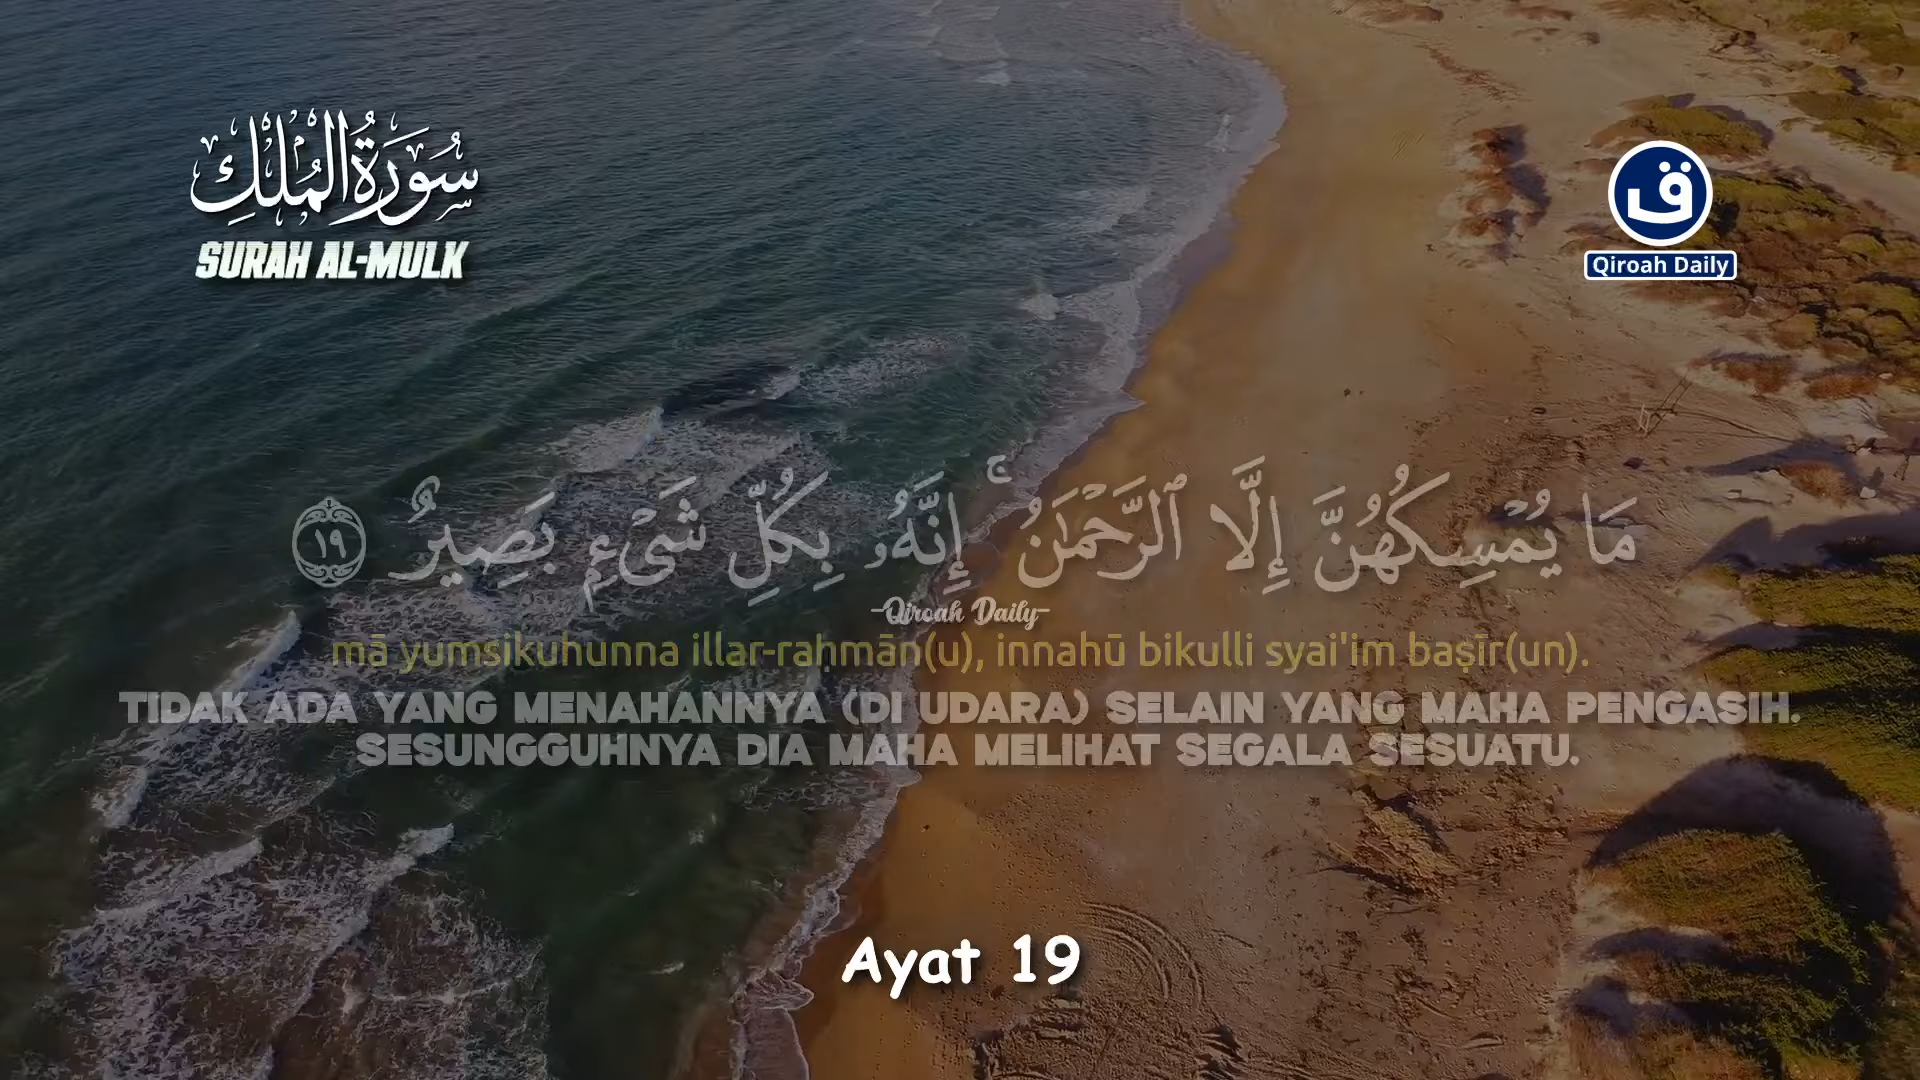 سُورَةُ الْمُلْكِ
SURAH AL-MULK
ق
Qiroah Daily
مَا يُمْسِكُهُنَّ إِلَّا ٱلرَّحْمَٰنُ ۚ إِنَّهُۥ بِكُلِّ شَىْءٍۭ بَصِيرٌ ١٩
-Qiroah Daily-
mā yumsikuhunna illar-raḥmān(u), innahū bikulli syai'im baṣīr(un).
TIDAK ADA YANG MENAHANNYA (DI UDARA) SELAIN YANG MAHA PENGASIH.
SESUNGGUHNYA DIA MAHA MELIHAT SEGALA SESUATU.
Ayat 19